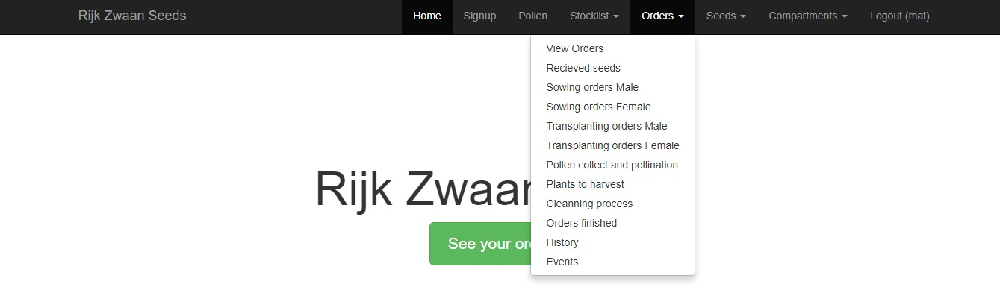 Rijk Zwaan Seeds Home Signup Pollen Stocklist Orders Seeds Compartments Logout (mat)
View Orders
Recieved seeds
Sowing orders Male
Sowing orders Female
Transplanting orders Male
Transplanting orders Female
Pollen collect and pollination
Plants to harvest
Cleanning process
Orders finished
History
Events
Rijk Zwaan
See your